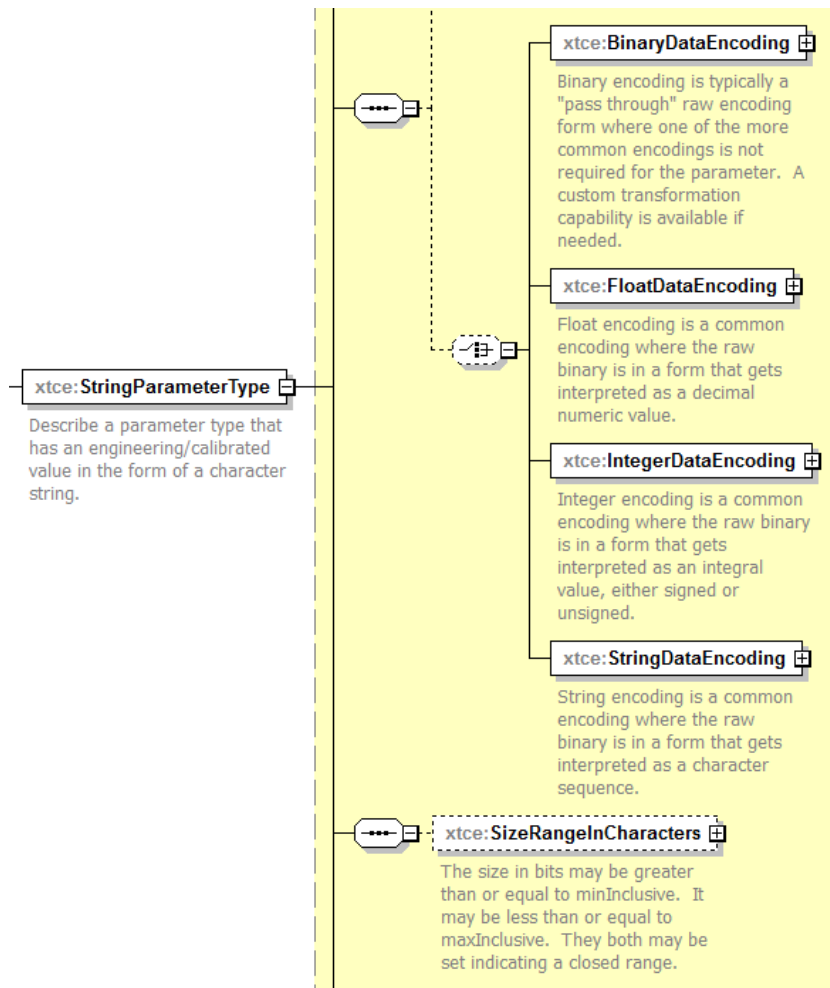 xtce:BinaryDataEncoding
Binary encoding is typically a
"pass through" raw encoding
form where one of the more
common encodings is not
required for the parameter. A
custom transformation
capability is available if
needed.
xtce:FloatDataEncoding
Float encoding is a common
encoding where the raw
binary is in a form that gets
interpreted as a decimal
numeric value.
xtce:StringParameterType
Describe a parameter type that
has an engineering/calibrated
value in the form of a character
string.
xtce:IntegerDataEncoding
Integer encoding is a common
encoding where the raw binary
is in a form that gets
interpreted as an integral
value, either signed or
unsigned.
xtce:StringDataEncoding
String encoding is a common
encoding where the raw
binary is in a form that gets
interpreted as a character
sequence.
xtce:SizeRangeInCharacters
The size in bits may be greater
than or equal to minInclusive. It
may be less than or equal to
maxInclusive. They both may be
set indicating a closed range.